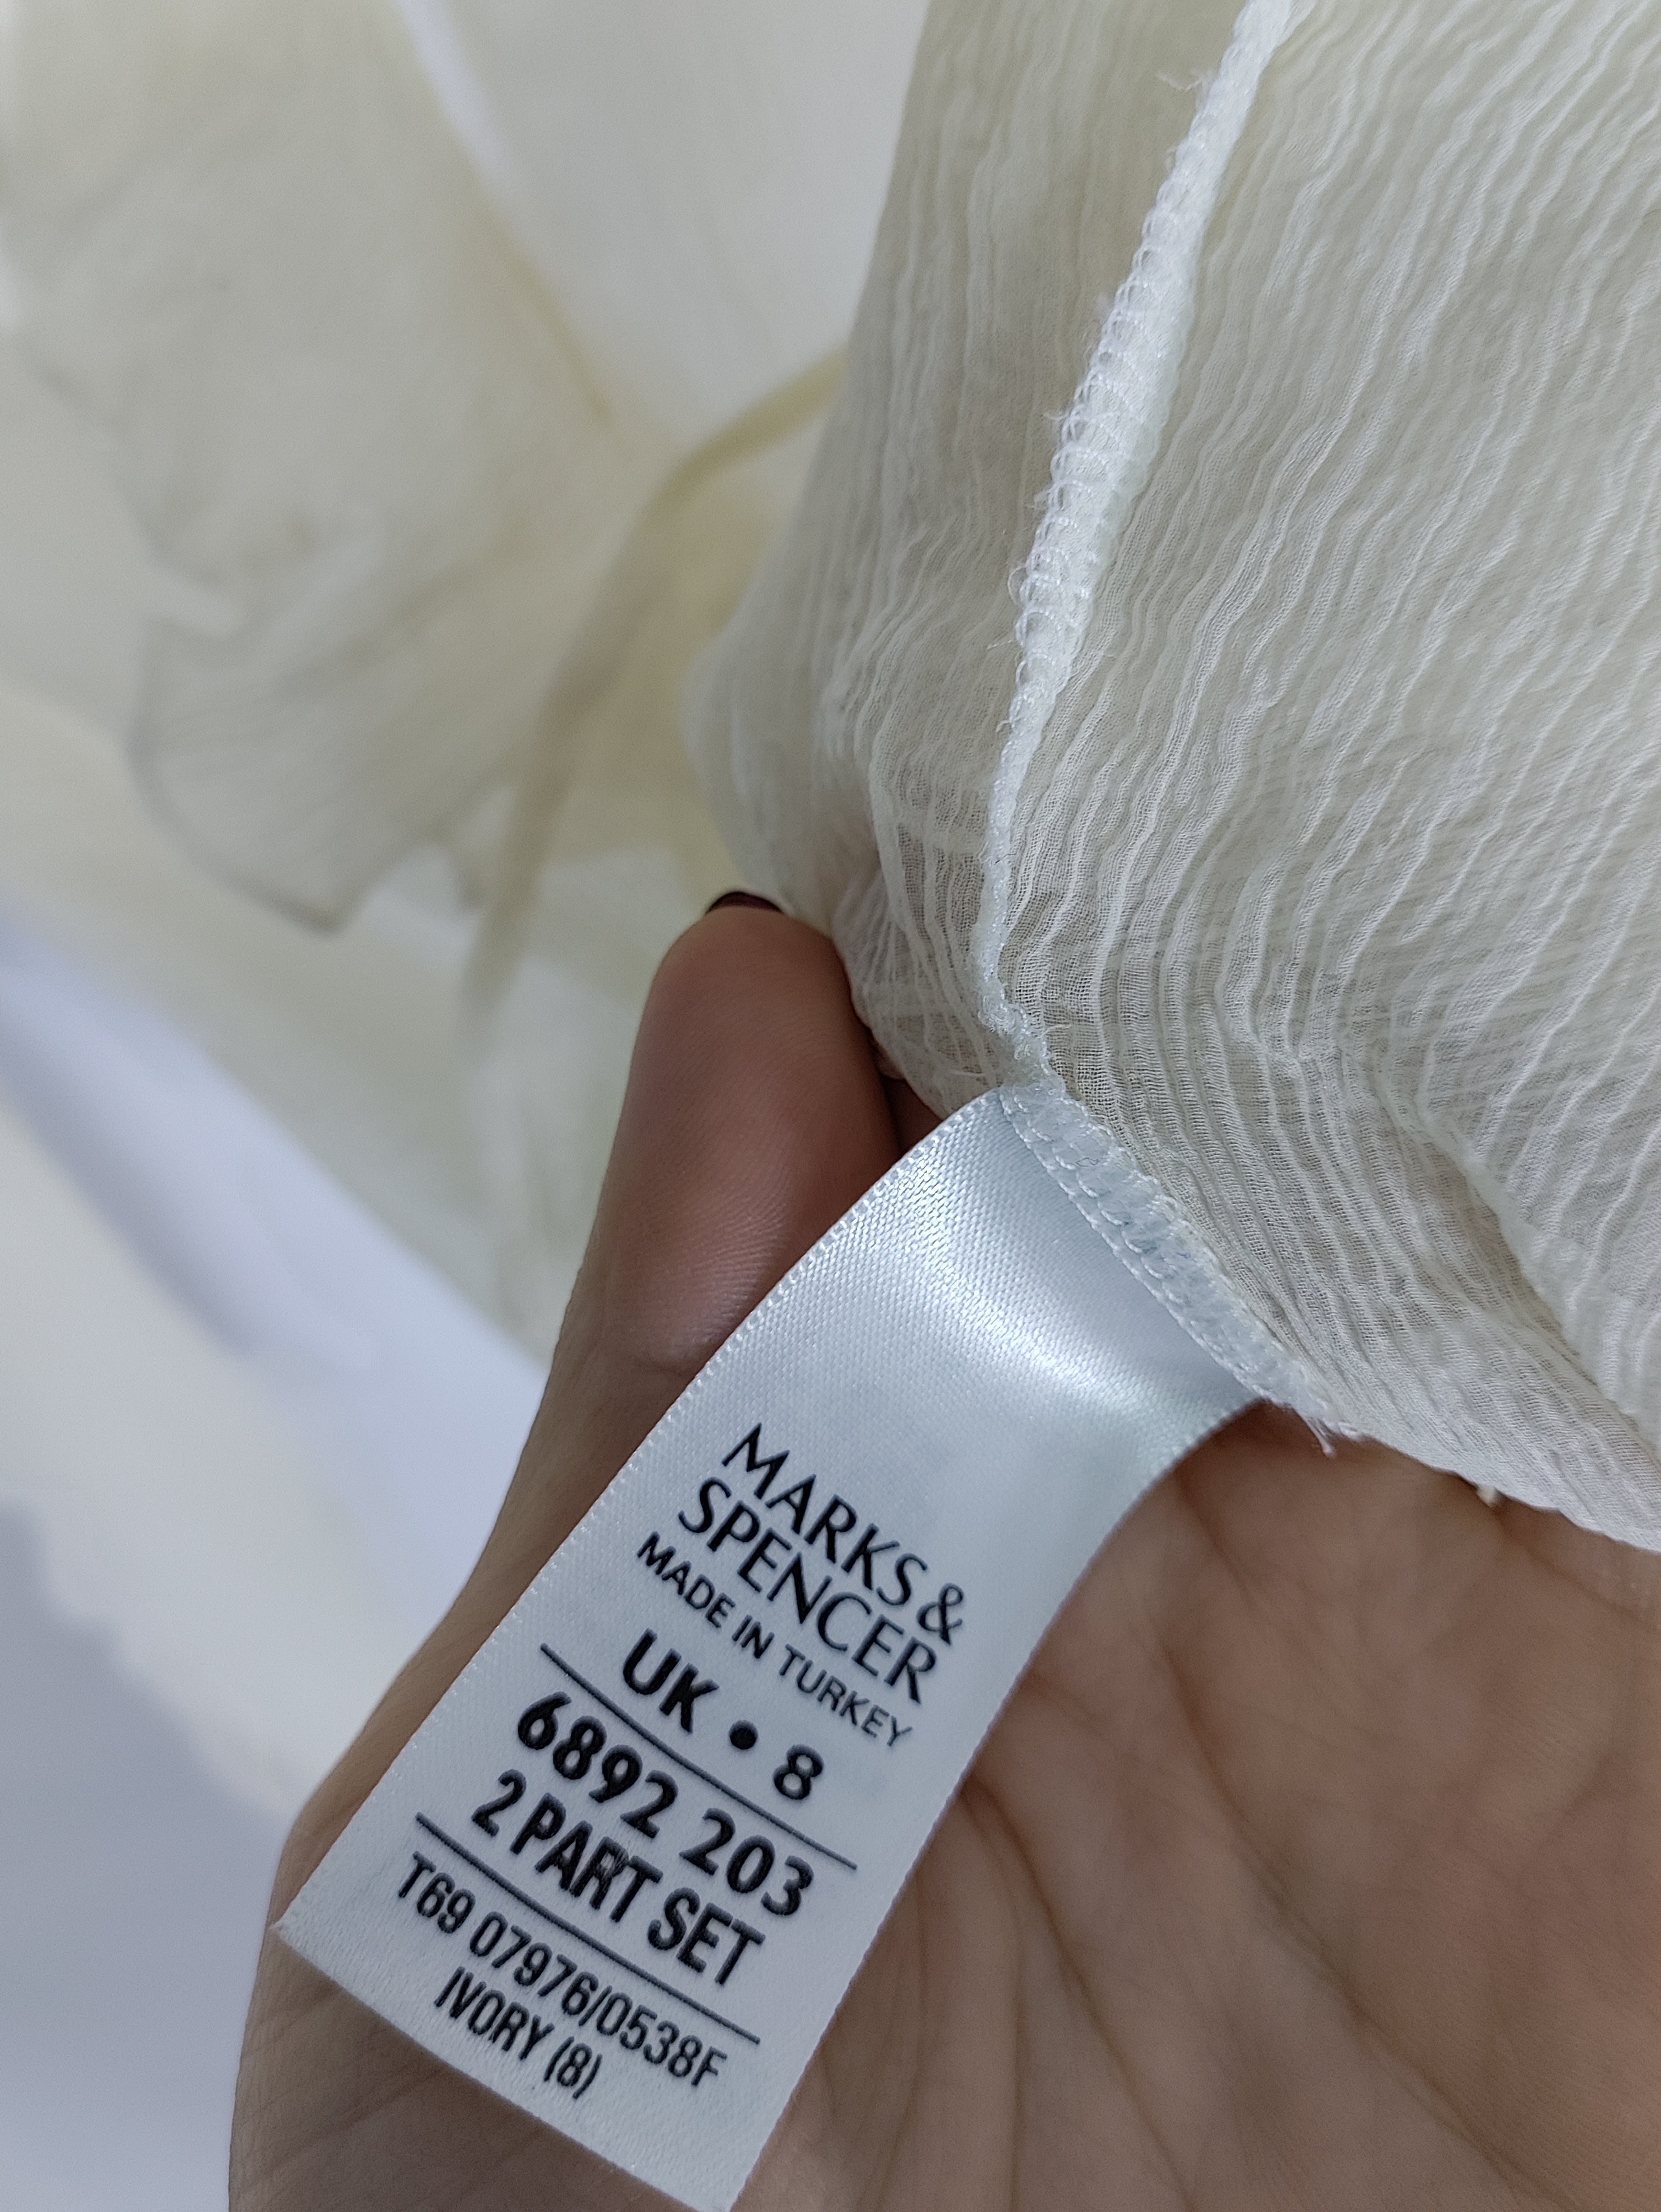 MARKS &
SPENCER
MADE IN TURKEY
UK • 8
6892 203
2 PART SET
T69 07976/0538F
IVORY (8)